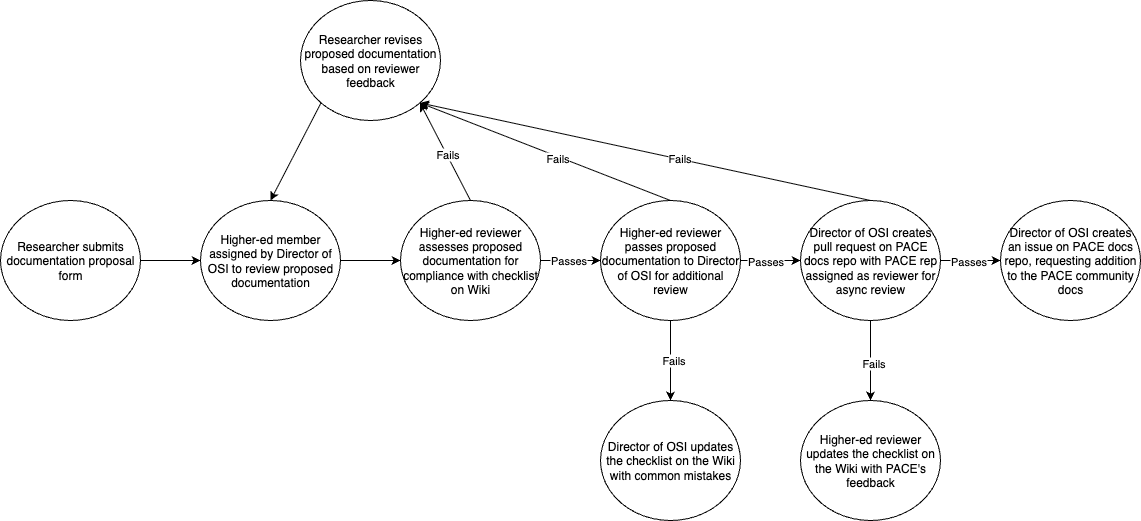 Researcher revises
proposed documentation
based on reviewer
feedback
Fails
Fails
Fails
Researcher submits
documentation proposal
form
Higher-ed member
assigned by Director of
OSI to review proposed
documentation
Higher-ed reviewer
assesses proposed
documentation for
compliance with checklist
on Wiki
Passes
Higher-ed reviewer
passes proposed
documentation to Director
of OSI for additional
review
Passes
Director of OSI creates
pull request on PACE
docs repo with PACE rep
assigned as reviewer for
async review
Passes
Director of OSI creates
an issue on PACE docs
repo, requesting addition
to the PACE community
docs
Fails
Fails
Director of OSI updates
the checklist on the Wiki
with common mistakes
Higher-ed reviewer
updates the checklist on
the Wiki with PACE's
feedback